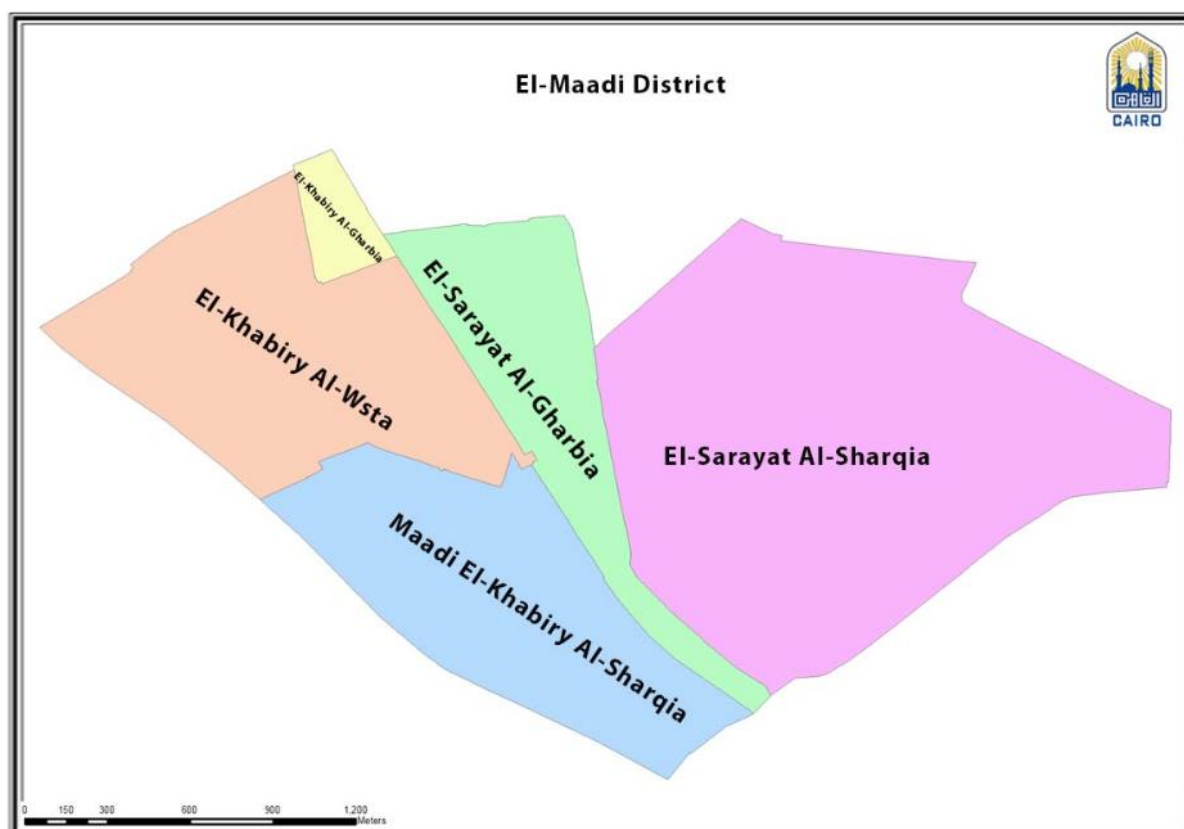 El-Maadi District
القاهرة
CAIRO
El-Khabiry Al-Gharbia
El-Sarayat Al-Gharbia
El-Khabiry Al-Wsta
El-Sarayat Al-Sharqia
Maadi El-Khabiry Al-Sharqia
0 150 300 600 900 1,200
Meters